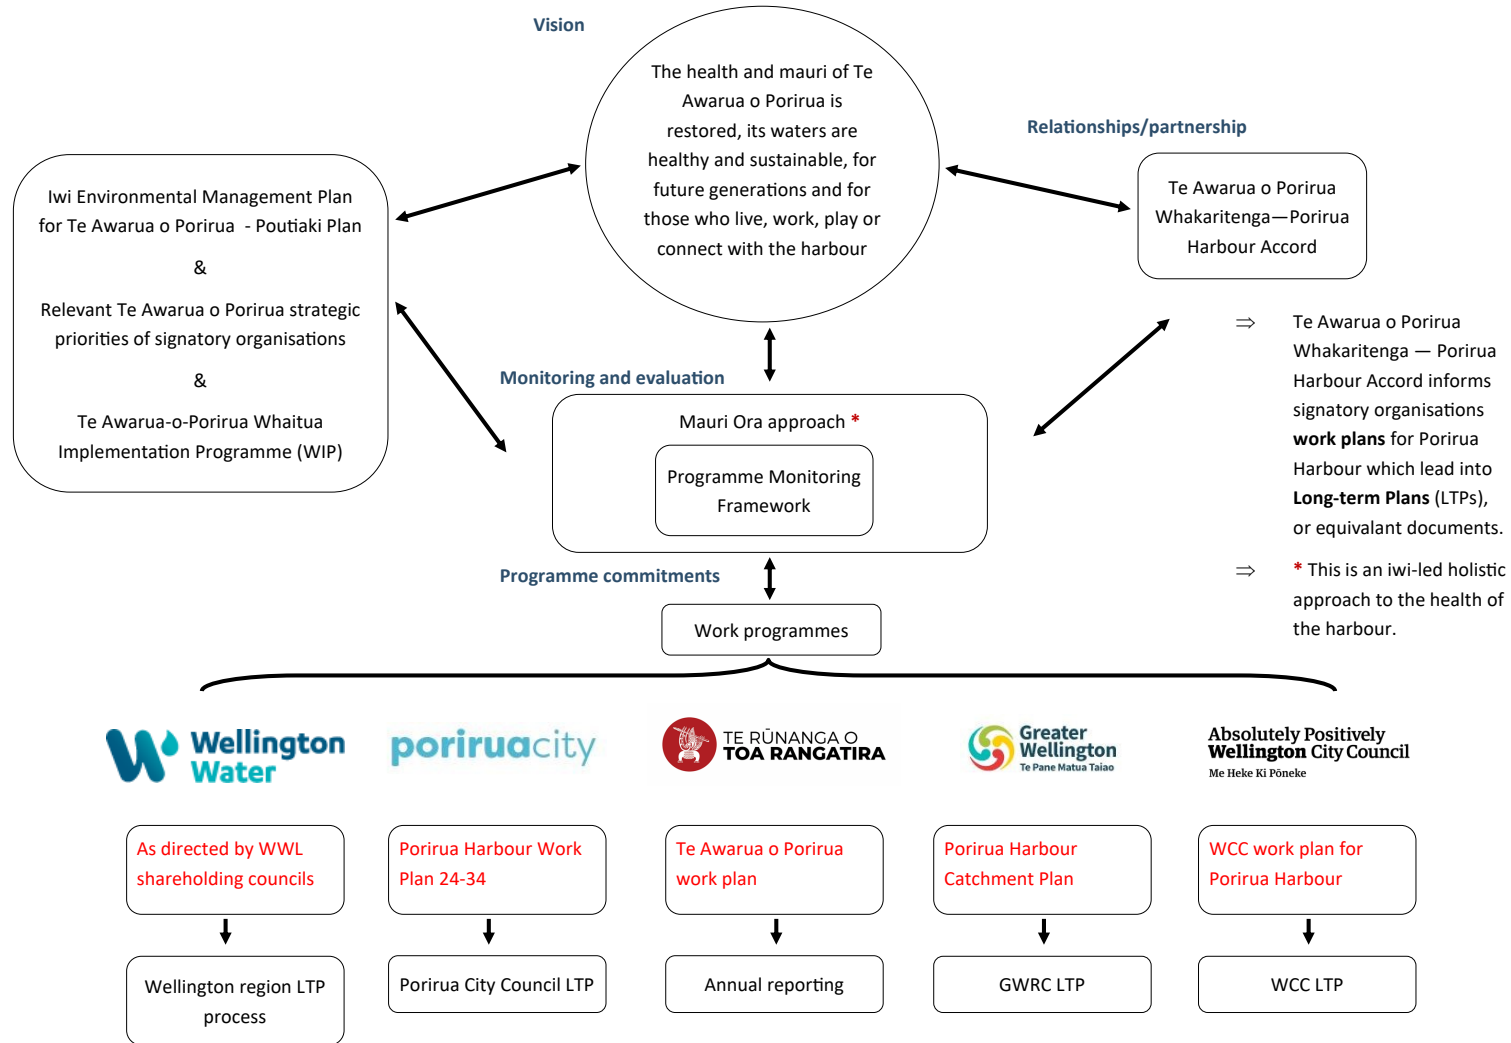 Vision
The health and mauri of Te
Awarua o Porirua is
restored, its waters are
healthy and sustainable, for
future generations and for
those who live, work, play or
connect with the harbour
Relationships/partnership
Te Awarua o Porirua
Whakaritenga—Porirua
Harbour Accord
Iwi Environmental Management Plan
for Te Awarua o Porirua - Poutiaki Plan
&
Relevant Te Awarua o Porirua strategic
priorities of signatory organisations
&
Te Awarua-o-Porirua Whaitua
Implementation Programme (WIP)
⇒ Te Awarua o Porirua
Whakaritenga — Porirua
Harbour Accord informs
signatory organisations
work plans for Porirua
Harbour which lead into
Long-term Plans (LTPs),
or equivalant documents.
⇒ * This is an iwi-led holistic
approach to the health of
the harbour.
Monitoring and evaluation
Mauri Ora approach *
Programme Monitoring
Framework
Programme commitments
Work programmes
Wellington
Water
poriruacity
TE RŪNANGA O
TOA RANGATIRA
Greater
Wellington
Te Pane Matua Taiao
Absolutely Positively
Wellington City Council
Me Heke Ki Pōneke
As directed by WWL
shareholding councils
Porirua Harbour Work
Plan 24-34
Te Awarua o Porirua
work plan
Porirua Harbour
Catchment Plan
WCC work plan for
Porirua Harbour
Wellington region LTP
process
Porirua City Council LTP
Annual reporting
GWRC LTP
WCC LTP